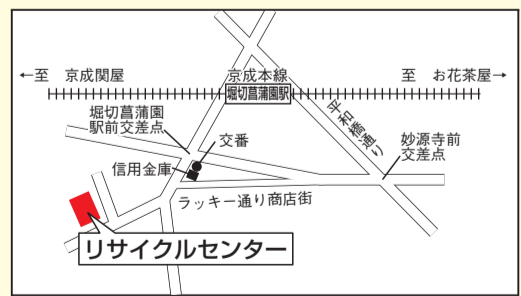 ←至 京成関屋
京成本線
至 お花茶屋→
堀切菖蒲園駅
堀切菖蒲園
駅前交差点
平和橋通り
交番
妙源寺前
交差点
信用金庫
ラッキー通り商店街
リサイクルセンター